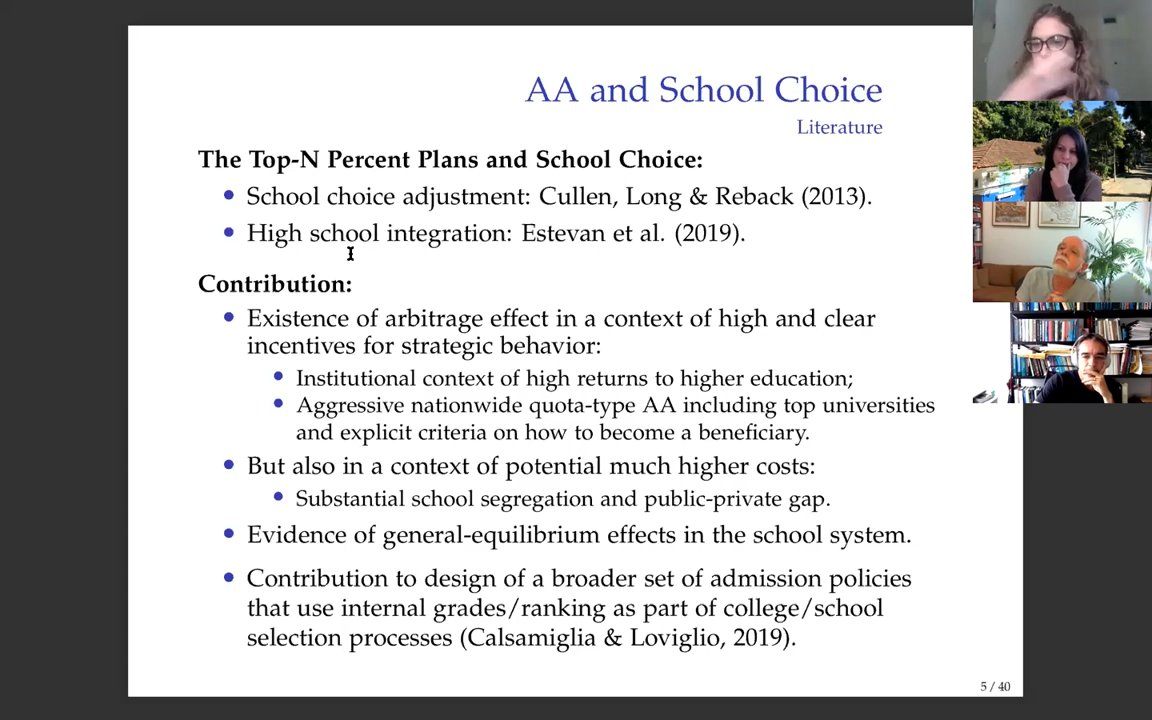 AA and School Choice
Literature
The Top-N Percent Plans and School Choice:
• School choice adjustment: Cullen, Long & Reback (2013).
• High school integration: Estevan et al. (2019).
Contribution:
• Existence of arbitrage effect in a context of high and clear
incentives for strategic behavior:
• Institutional context of high returns to higher education;
• Aggressive nationwide quota-type AA including top universities
and explicit criteria on how to become a beneficiary.
• But also in a context of potential much higher costs:
• Substantial school segregation and public-private gap.
• Evidence of general-equilibrium effects in the school system.
• Contribution to design of a broader set of admission policies
that use internal grades/ranking as part of college/school
selection processes (Calsamiglia & Loviglio, 2019).
5 / 40